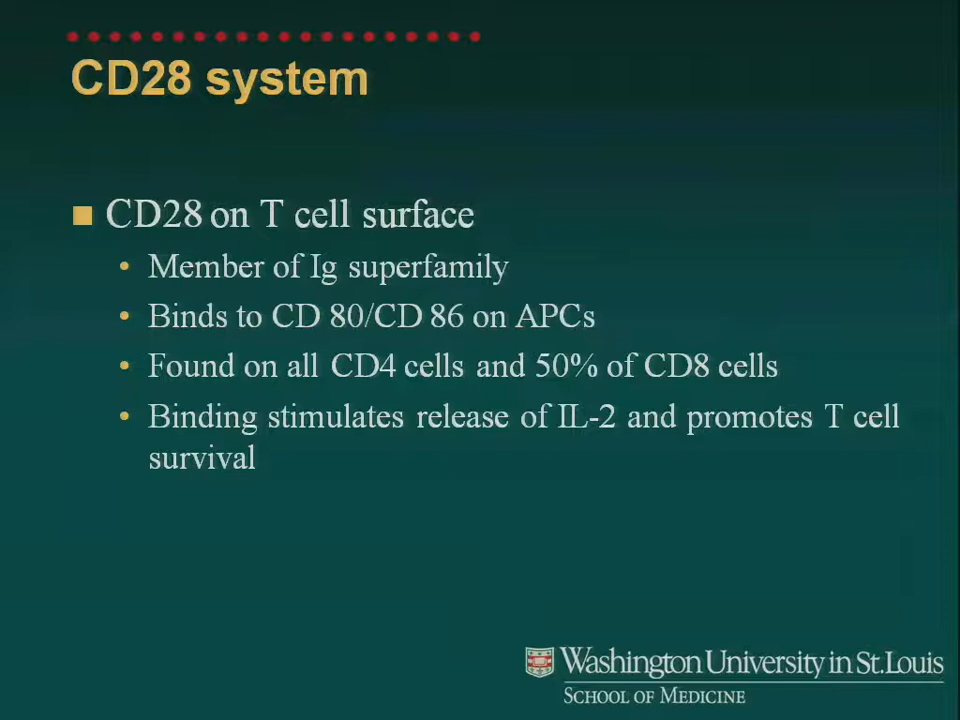 CD28 system
CD28 on T cell surface
• Member of Ig superfamily
• Binds to CD 80/CD 86 on APCs
• Found on all CD4 cells and 50% of CD8 cells
• Binding stimulates release of IL-2 and promotes T cell
survival
Washington University in St. Louis
SCHOOL OF MEDICINE